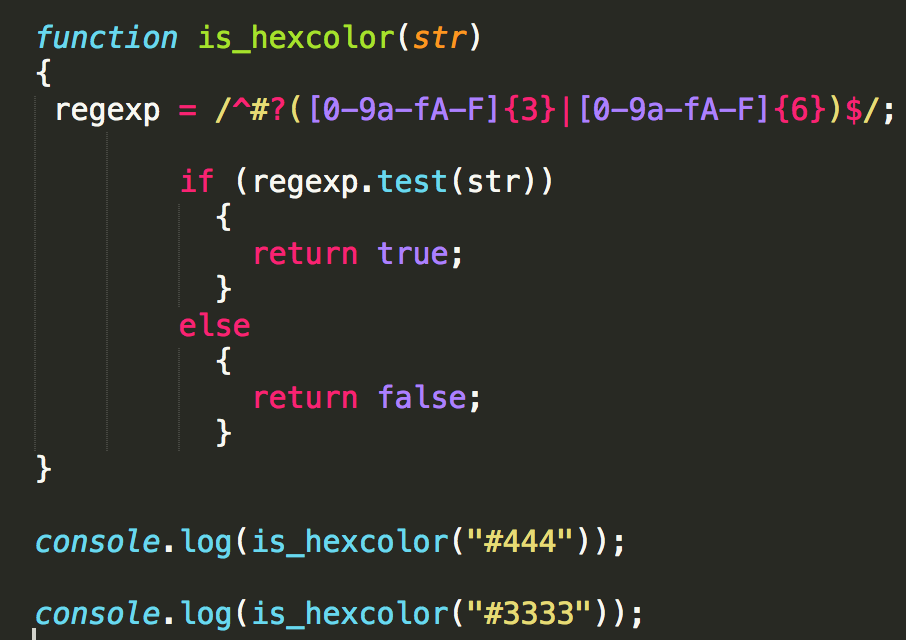 function is_hexcolor(str)
{
regexp = /^#?([0-9a-fA-F]{3}|[0-9a-fA-F]{6})$/;
if (regexp.test(str))
{
return true;
}
else
{
return false;
}
}
console.log(is_hexcolor("#444"));
console.log(is_hexcolor("#3333"));